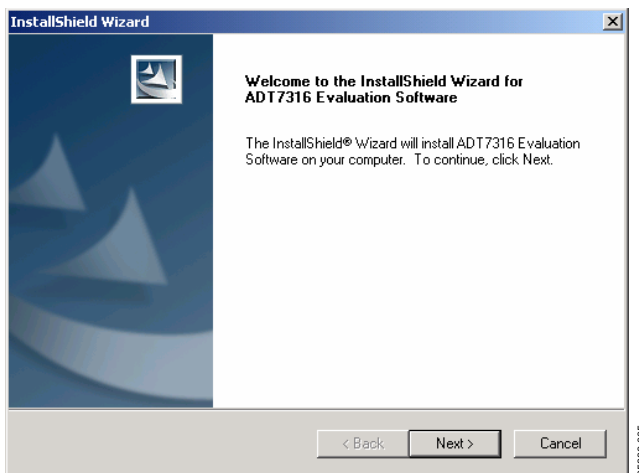 InstallShield Wizard
Welcome to the InstallShield Wizard for
ADT7316 Evaluation Software
The InstallShield® Wizard will install ADT7316 Evaluation
Software on your computer. To continue, click Next.
< Back
Next >
Cancel